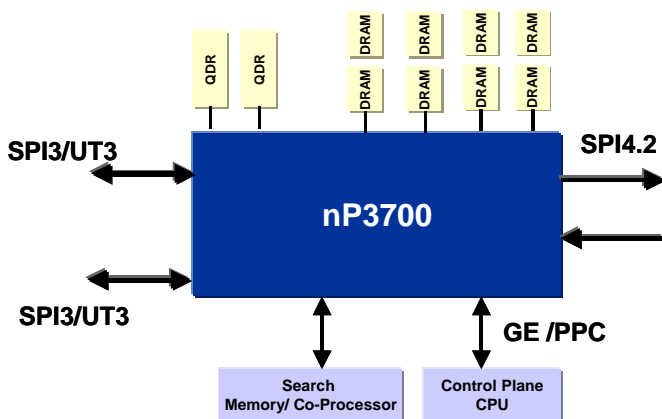 QDR
QDR
DRAM
DRAM
DRAM
DRAM
DRAM
DRAM
DRAM
DRAM
SPI3/UT3
SPI4.2
nP3700
SPI3/UT3
GE /PPC
Search
Memory/ Co-Processor
Control Plane
CPU